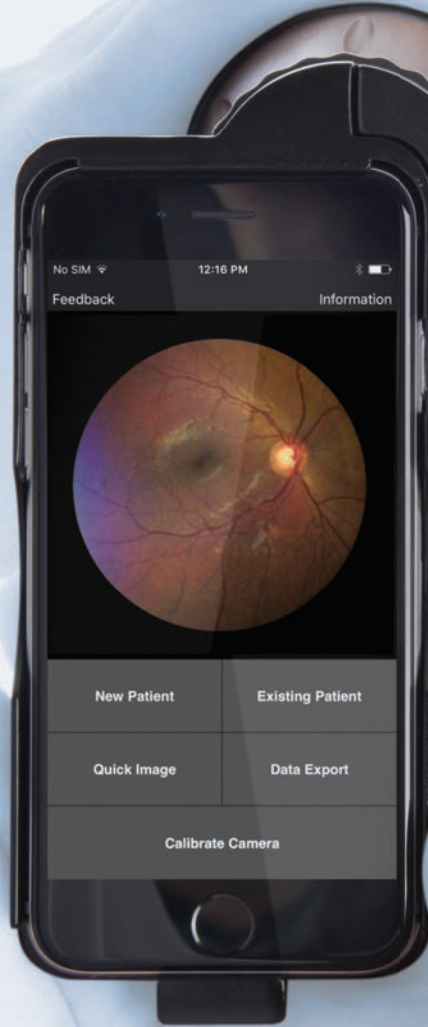 No SIM 12:16 PM
Feedback Information
New Patient Existing Patient
Quick Image Data Export
Calibrate Camera